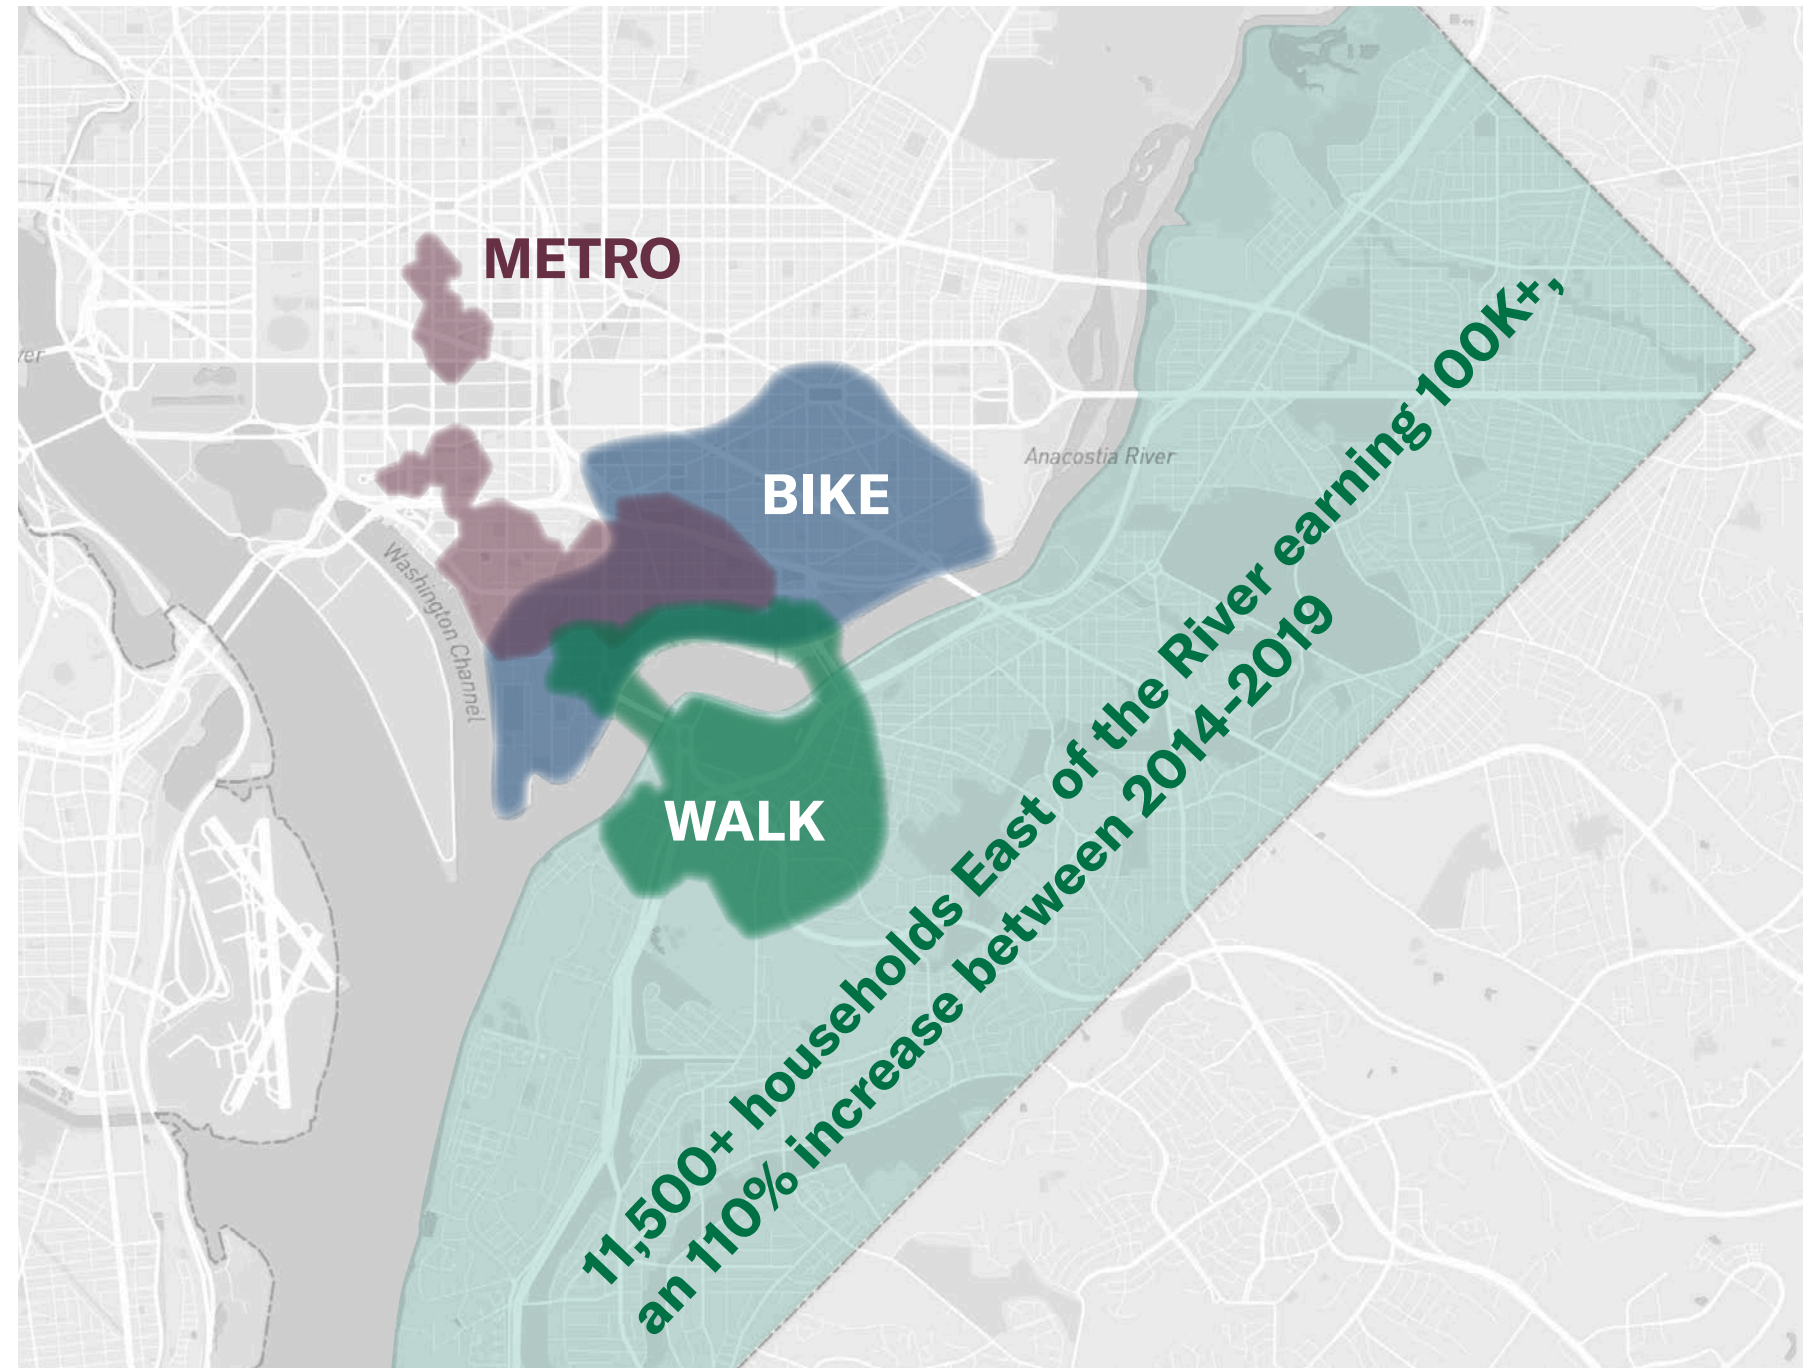 METRO
BIKE
Anacostia River
Washington Channel
WALK
11,500+ households East of the River earning 100K+,
an 110% increase between 2014-2019